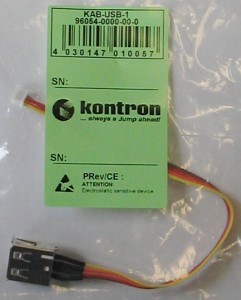 KAB-USB-1
96054-0000-00-0
4 030147 010057
SN:
kontron
... always a Jump ahead!
SN:
PRev/CE :
ATTENTION
Electrostatic sensitive device